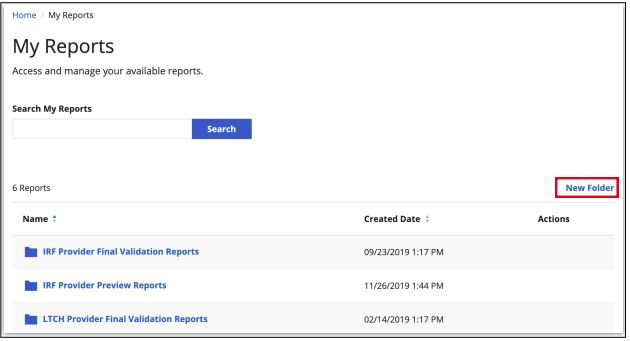 Home / My Reports
My Reports
Access and manage your available reports.
Search My Reports
Search
6 Reports New Folder
Name Created Date Actions
IRF Provider Final Validation Reports 09/23/2019 1:17 PM
IRF Provider Preview Reports 11/26/2019 1:44 PM
LTCH Provider Final Validation Reports 02/14/2019 1:17 PM